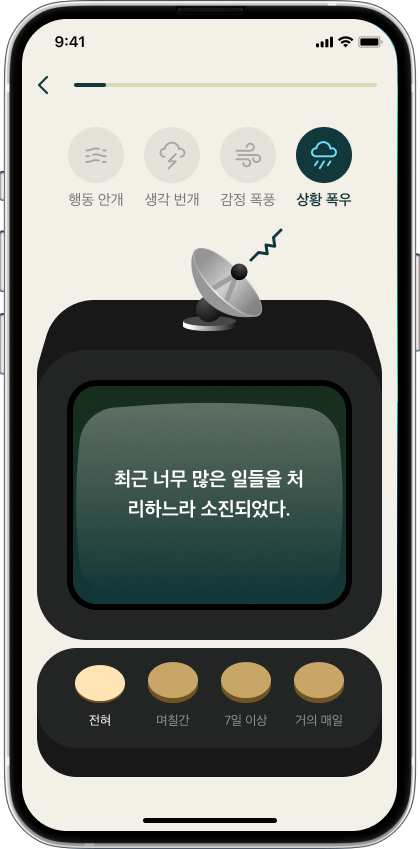 9:41
행동 안개
생각 번개
감정 폭풍
상황 폭우
최근 너무 많은 일들을 처
리하느라 소진되었다.
전혀
며칠간
7일 이상
거의 매일